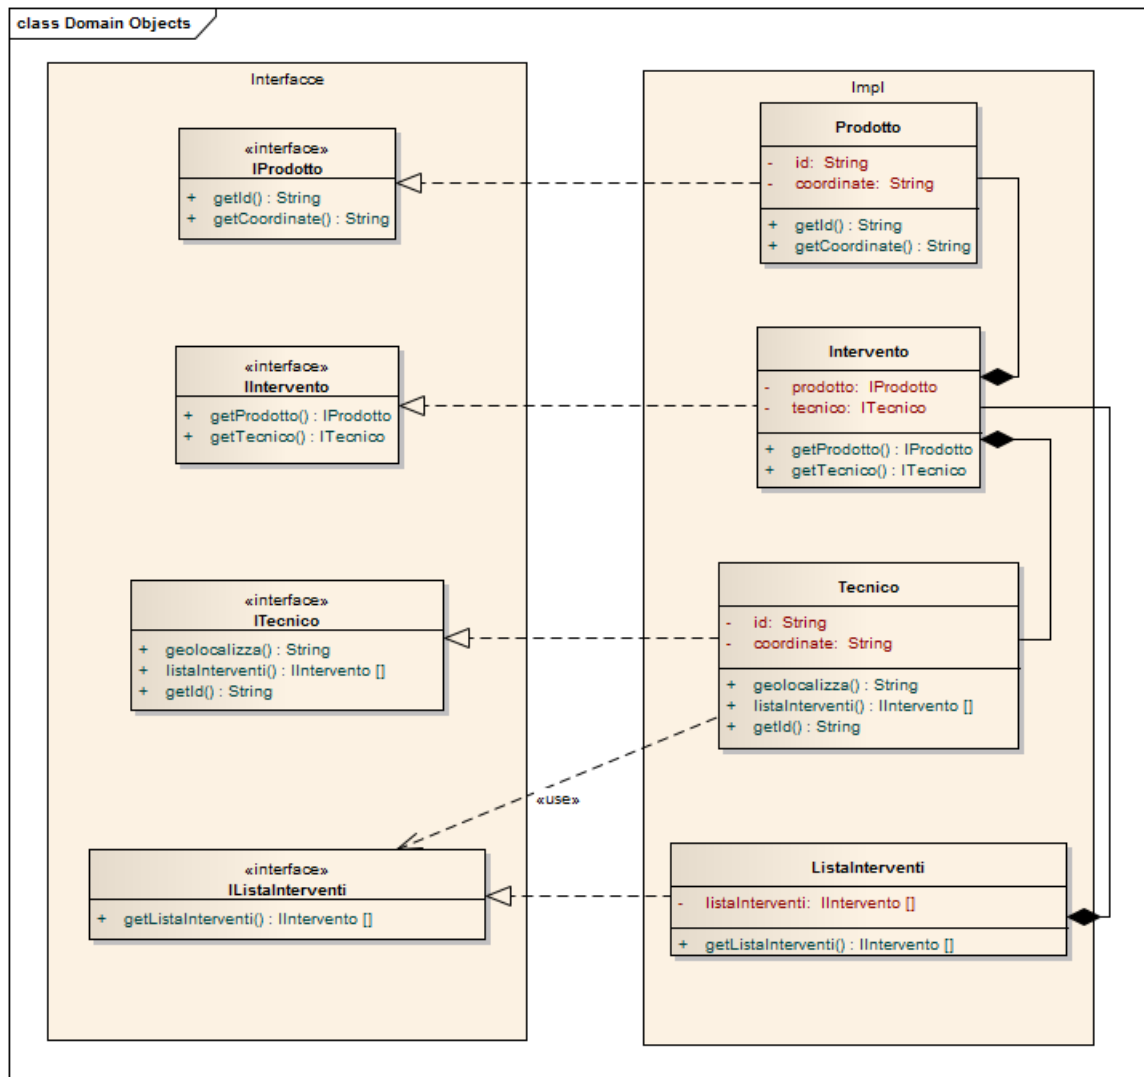 class Domain Objects
Interfacce
«interface»
IProdotto
+ getId() : String
+ getCoordinate() : String
«interface»
IIntervento
+ getProdotto() : IProdotto
+ getTecnico() : ITecnico
«interface»
ITecnico
+ geolocalizza() : String
+ listaInterventi() : IIntervento []
+ getId() : String
«use»
«interface»
IListaInterventi
+ getListaInterventi() : IIntervento []
Impl
Prodotto
- id: String
- coordinate: String
+ getId() : String
+ getCoordinate() : String
Intervento
- prodotto: IProdotto
- tecnico: ITecnico
+ getProdotto() : IProdotto
+ getTecnico() : ITecnico
Tecnico
- id: String
- coordinate: String
+ geolocalizza() : String
+ listaInterventi() : IIntervento []
+ getId() : String
ListaInterventi
- listaInterventi: IIntervento []
+ getListaInterventi() : IIntervento []